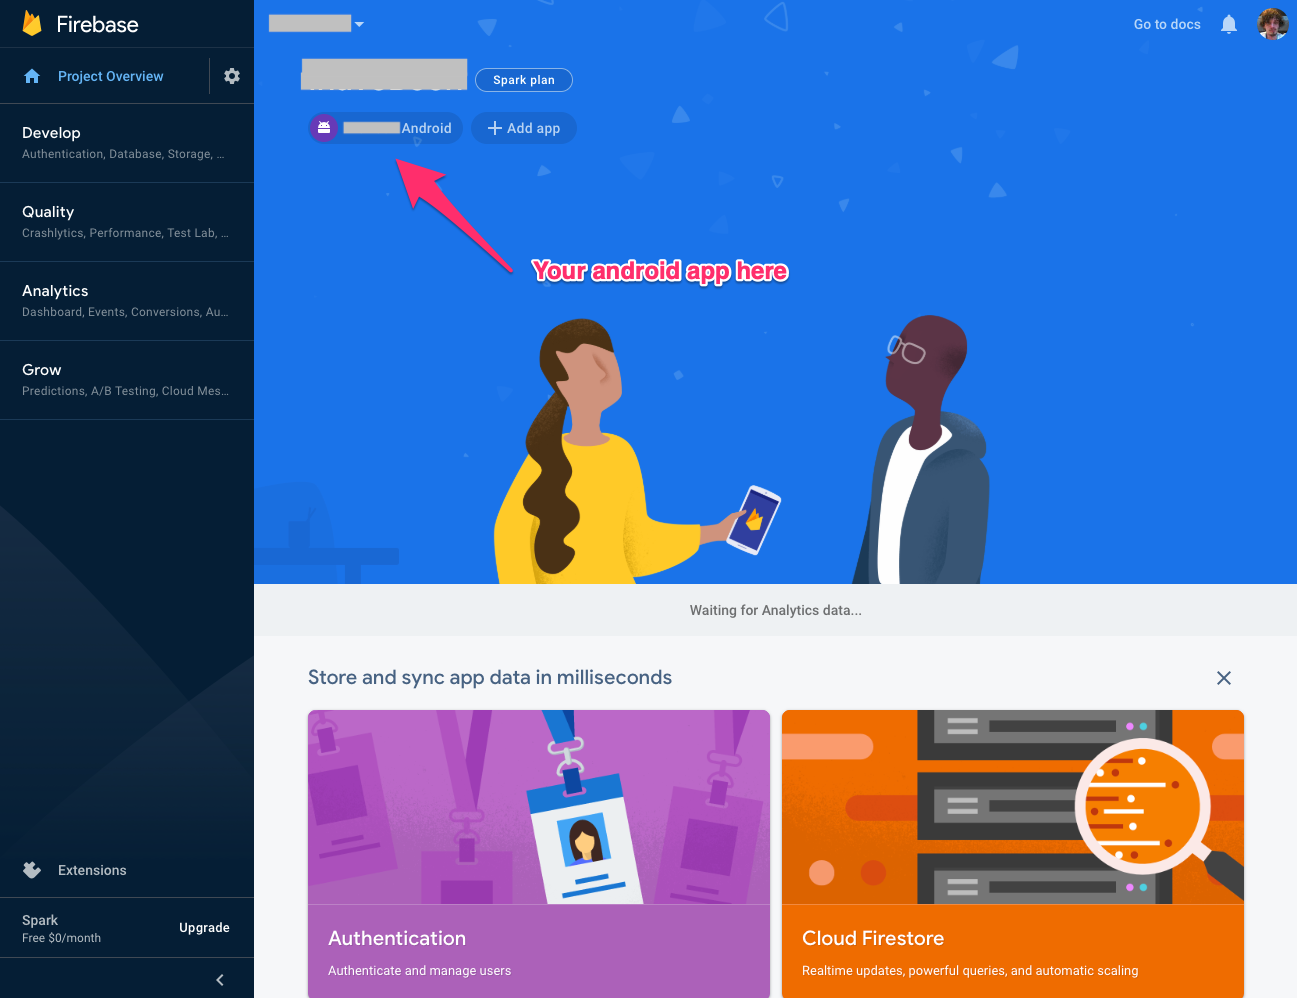 Firebase
Go to docs
Project Overview
Spark plan
Android
Add app
Develop
Authentication, Database, Storage, ...
Quality
Crashlytics, Performance, Test Lab, ...
Your android app here
Analytics
Dashboard, Events, Conversions, Au...
Grow
Predictions, A/B Testing, Cloud Mes...
Waiting for Analytics data...
Store and sync app data in milliseconds
Extensions
Spark
Free $0/month
Upgrade
Authentication
Authenticate and manage users
Cloud Firestore
Realtime updates, powerful queries, and automatic scaling